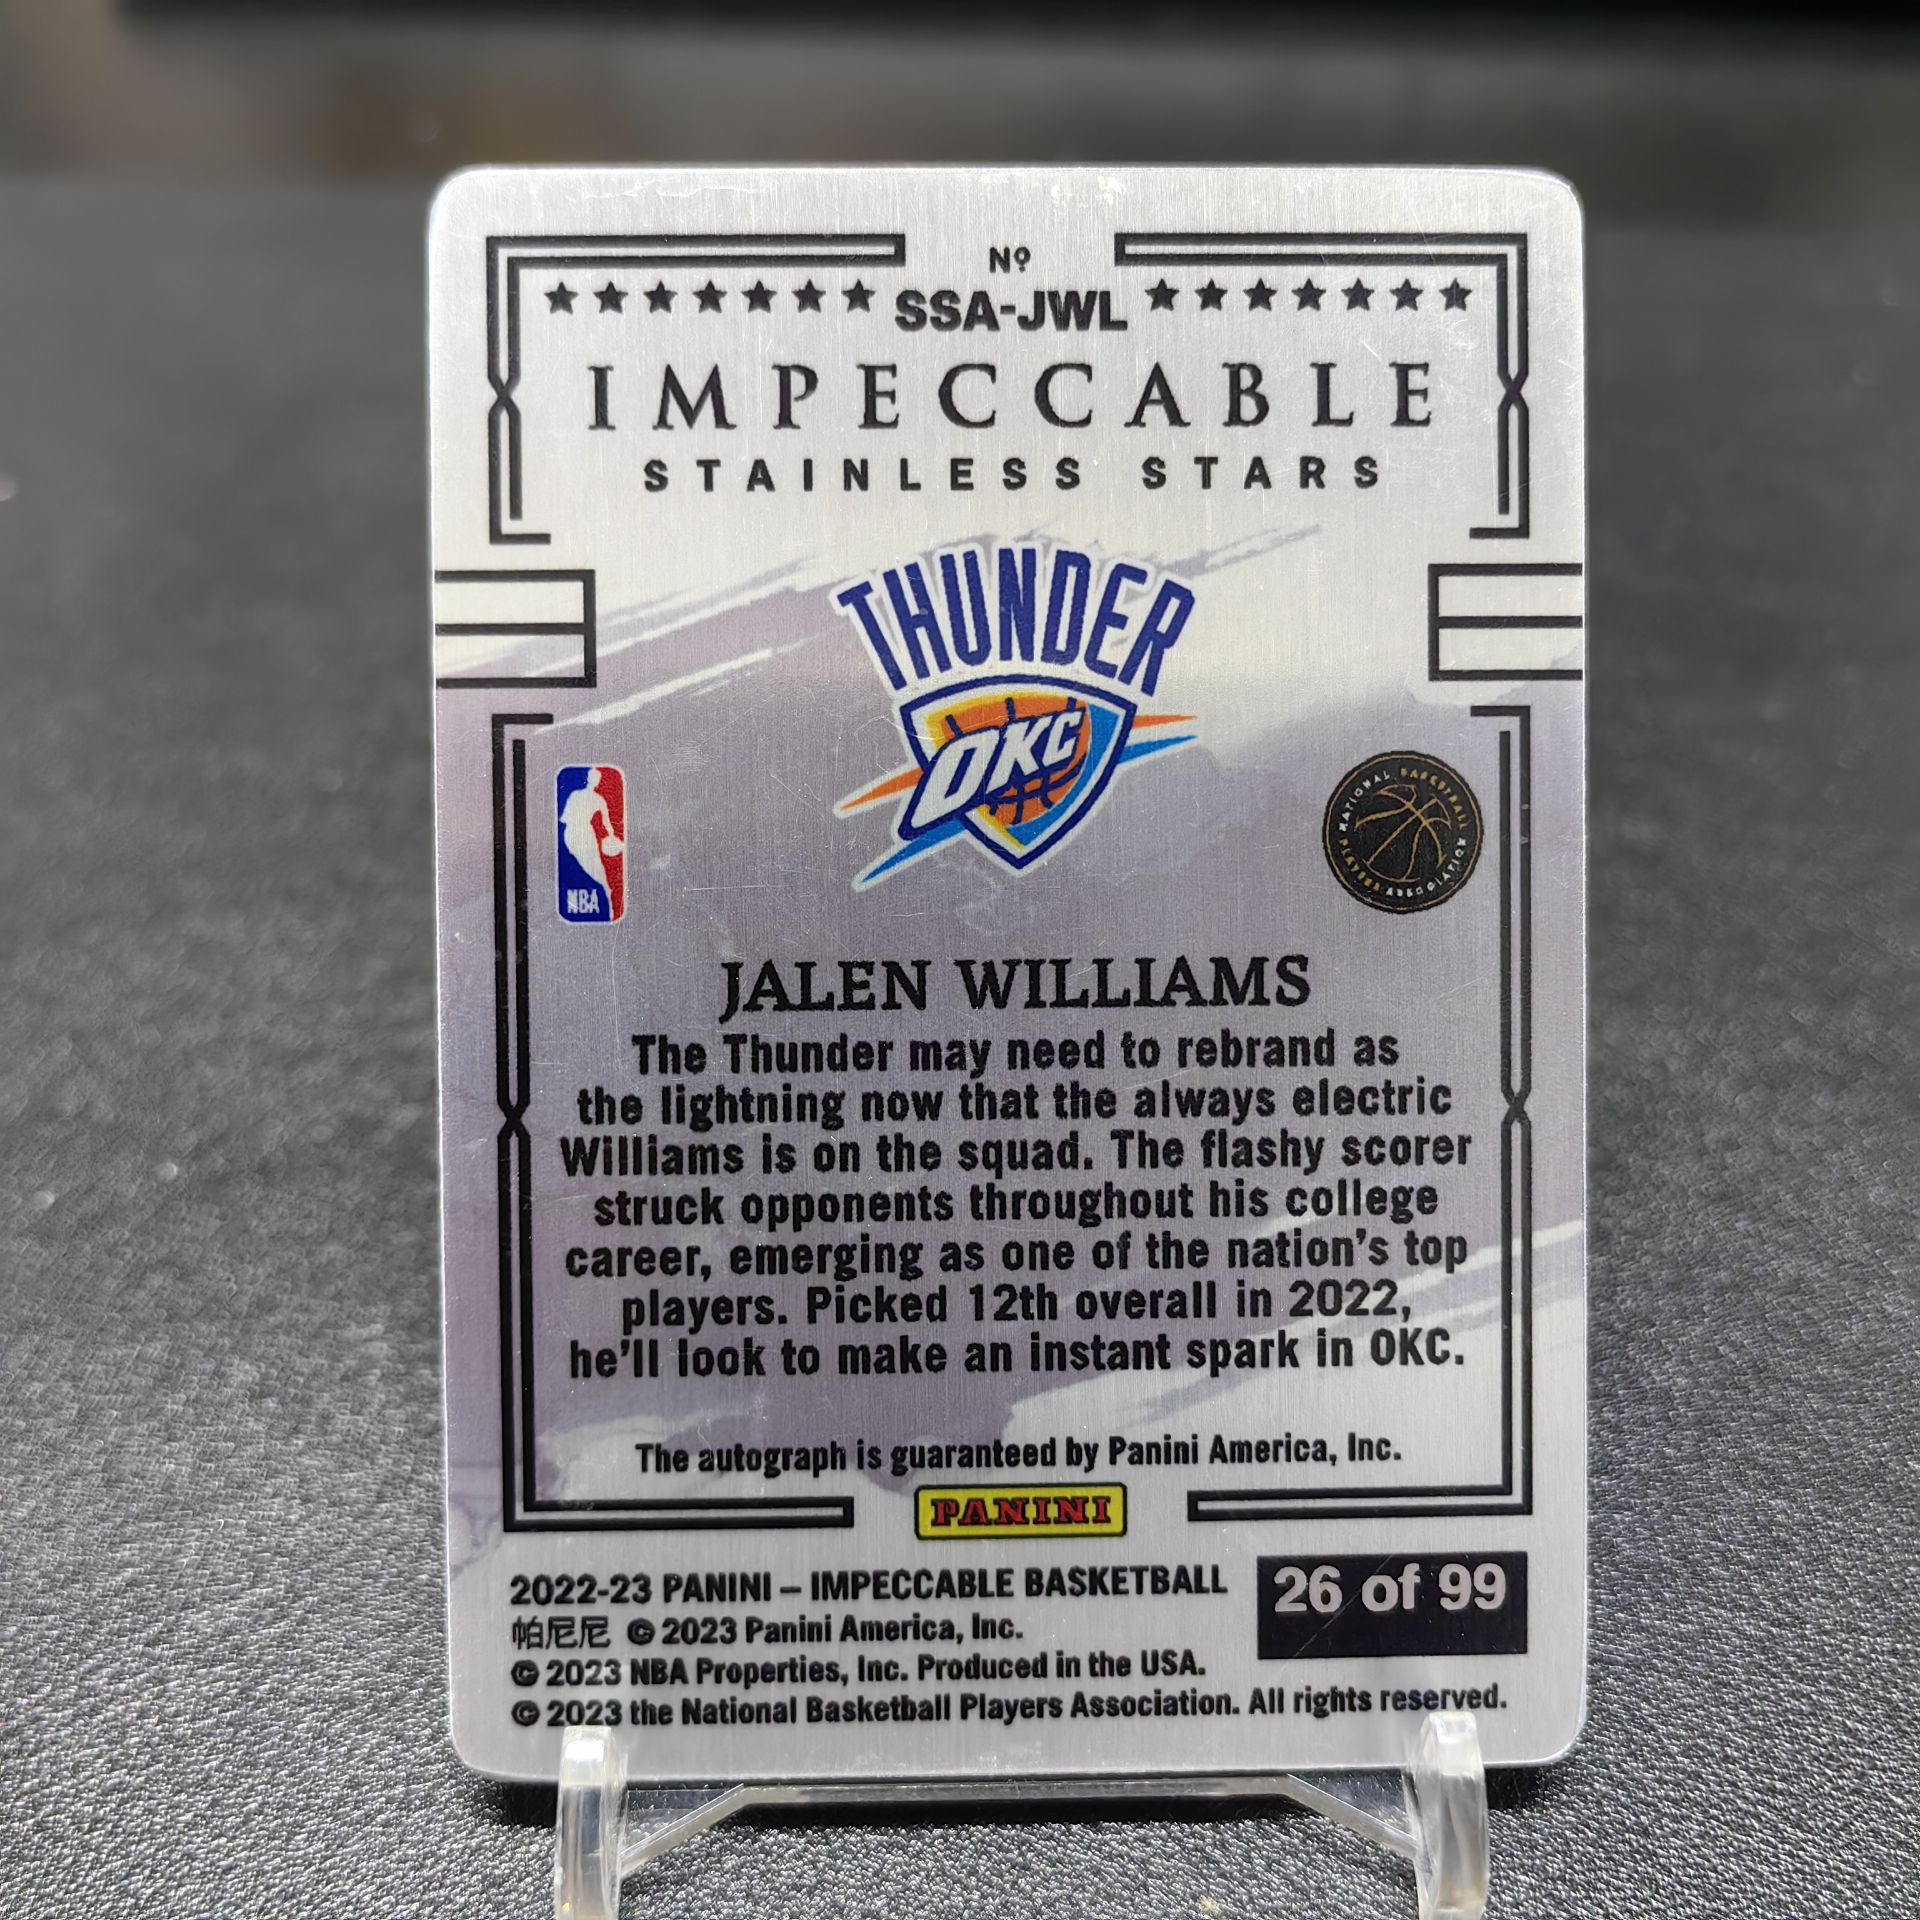 Nº
SSA-JWL
IMPECCABLE
STAINLESS STARS
THUNDER
OKC
NBA
NATIONAL BASKETBALL PLAYERS ASSOCIATION
JALEN WILLIAMS
The Thunder may need to rebrand as
the lightning now that the always electric
Williams is on the squad. The flashy scorer
struck opponents throughout his college
career, emerging as one of the nation's top
players. Picked 12th overall in 2022,
he'll look to make an instant spark in OKC.
The autograph is guaranteed by Panini America, Inc.
PANINI
2022-23 PANINI – IMPECCABLE BASKETBALL
26 of 99
帕尼尼 © 2023 Panini America, Inc.
© 2023 NBA Properties, Inc. Produced in the USA.
© 2023 the National Basketball Players Association. All rights reserved.